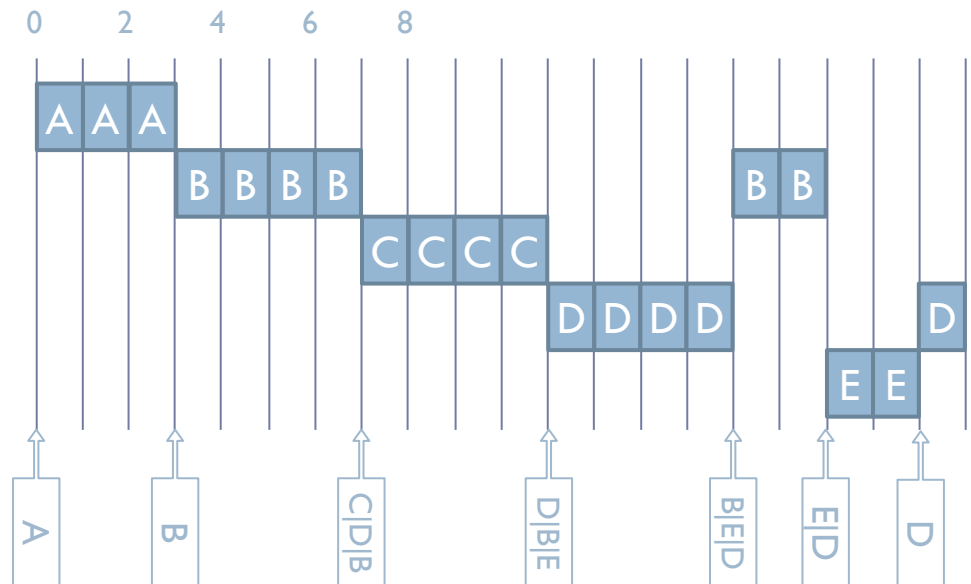 0 2 4 6 8
A A A
B B B B B B
C C C C
D D D D D
E E
A B C|D|B D|B|E B|E|D E|D D